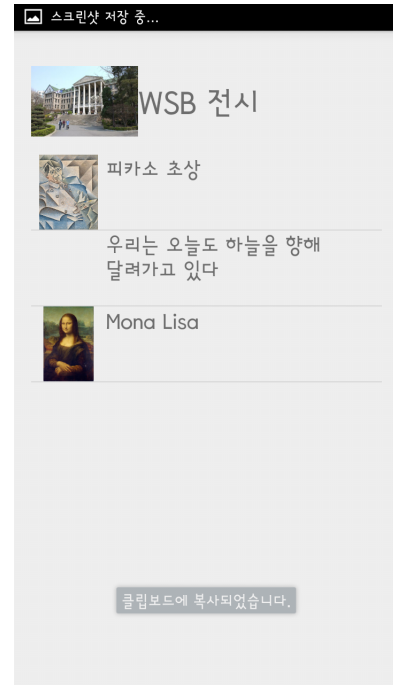 스크린샷 저장 중...
WSB 전시
피카소 초상
우리는 오늘도 하늘을 향해
달려가고 있다
Mona Lisa
클립보드에 복사되었습니다.